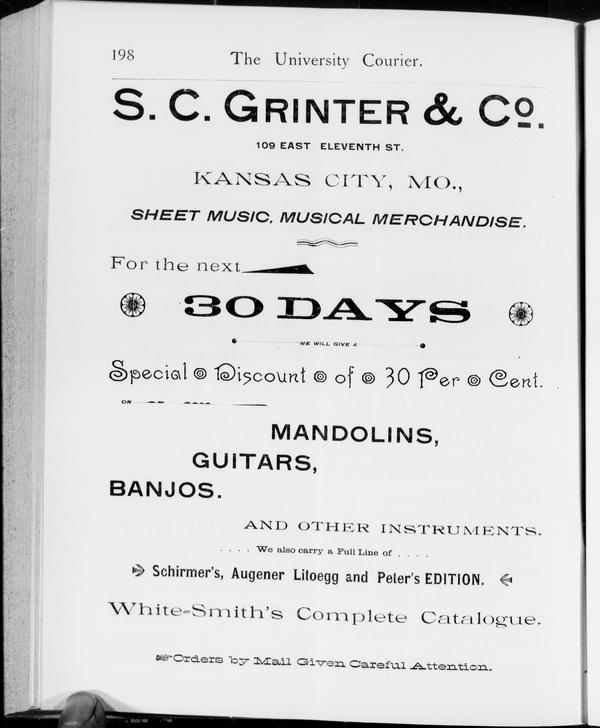 198 The University Courier.
S. C. GRINTER & Co.
109 EAST ELEVENTH ST.
KANSAS CITY, MO.,
SHEET MUSIC, MUSICAL MERCHANDISE.
For the next
30 DAYS
WE WILL GIVE A
Special Discount of 30 Per Cent.
ON
MANDOLINS,
GUITARS,
BANJOS.
AND OTHER INSTRUMENTS.
. . . . We also carry a Full Line of . . . .
Schirmer's, Augener Litoegg and Peter's EDITION.
White-Smith's Complete Catalogue.
☞Orders by Mail Given Careful Attention.